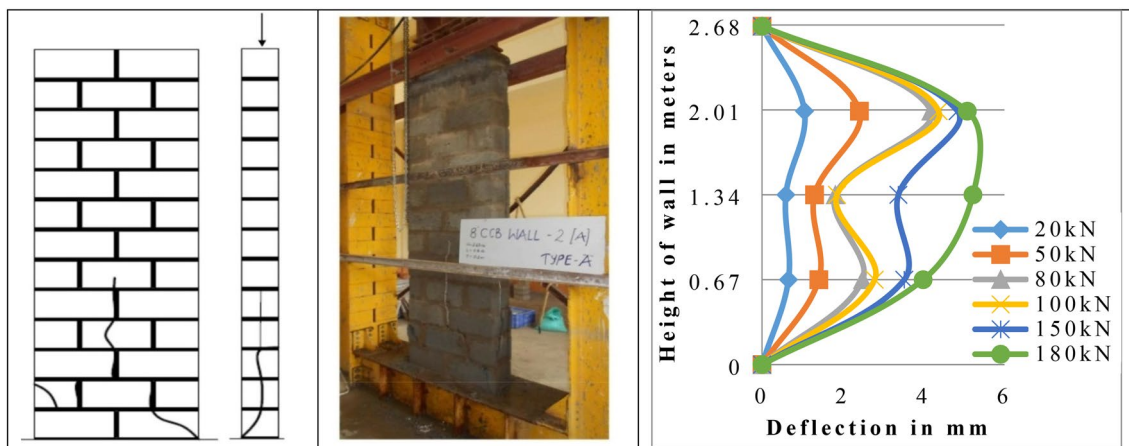 8" CCB WALL - 2 [A]
TYPE-A
Height of wall in meters
2.68
2.01
1.34
0.67
0
0
2
4
6
Deflection in mm
20kN
50kN
80kN
100kN
150kN
180kN